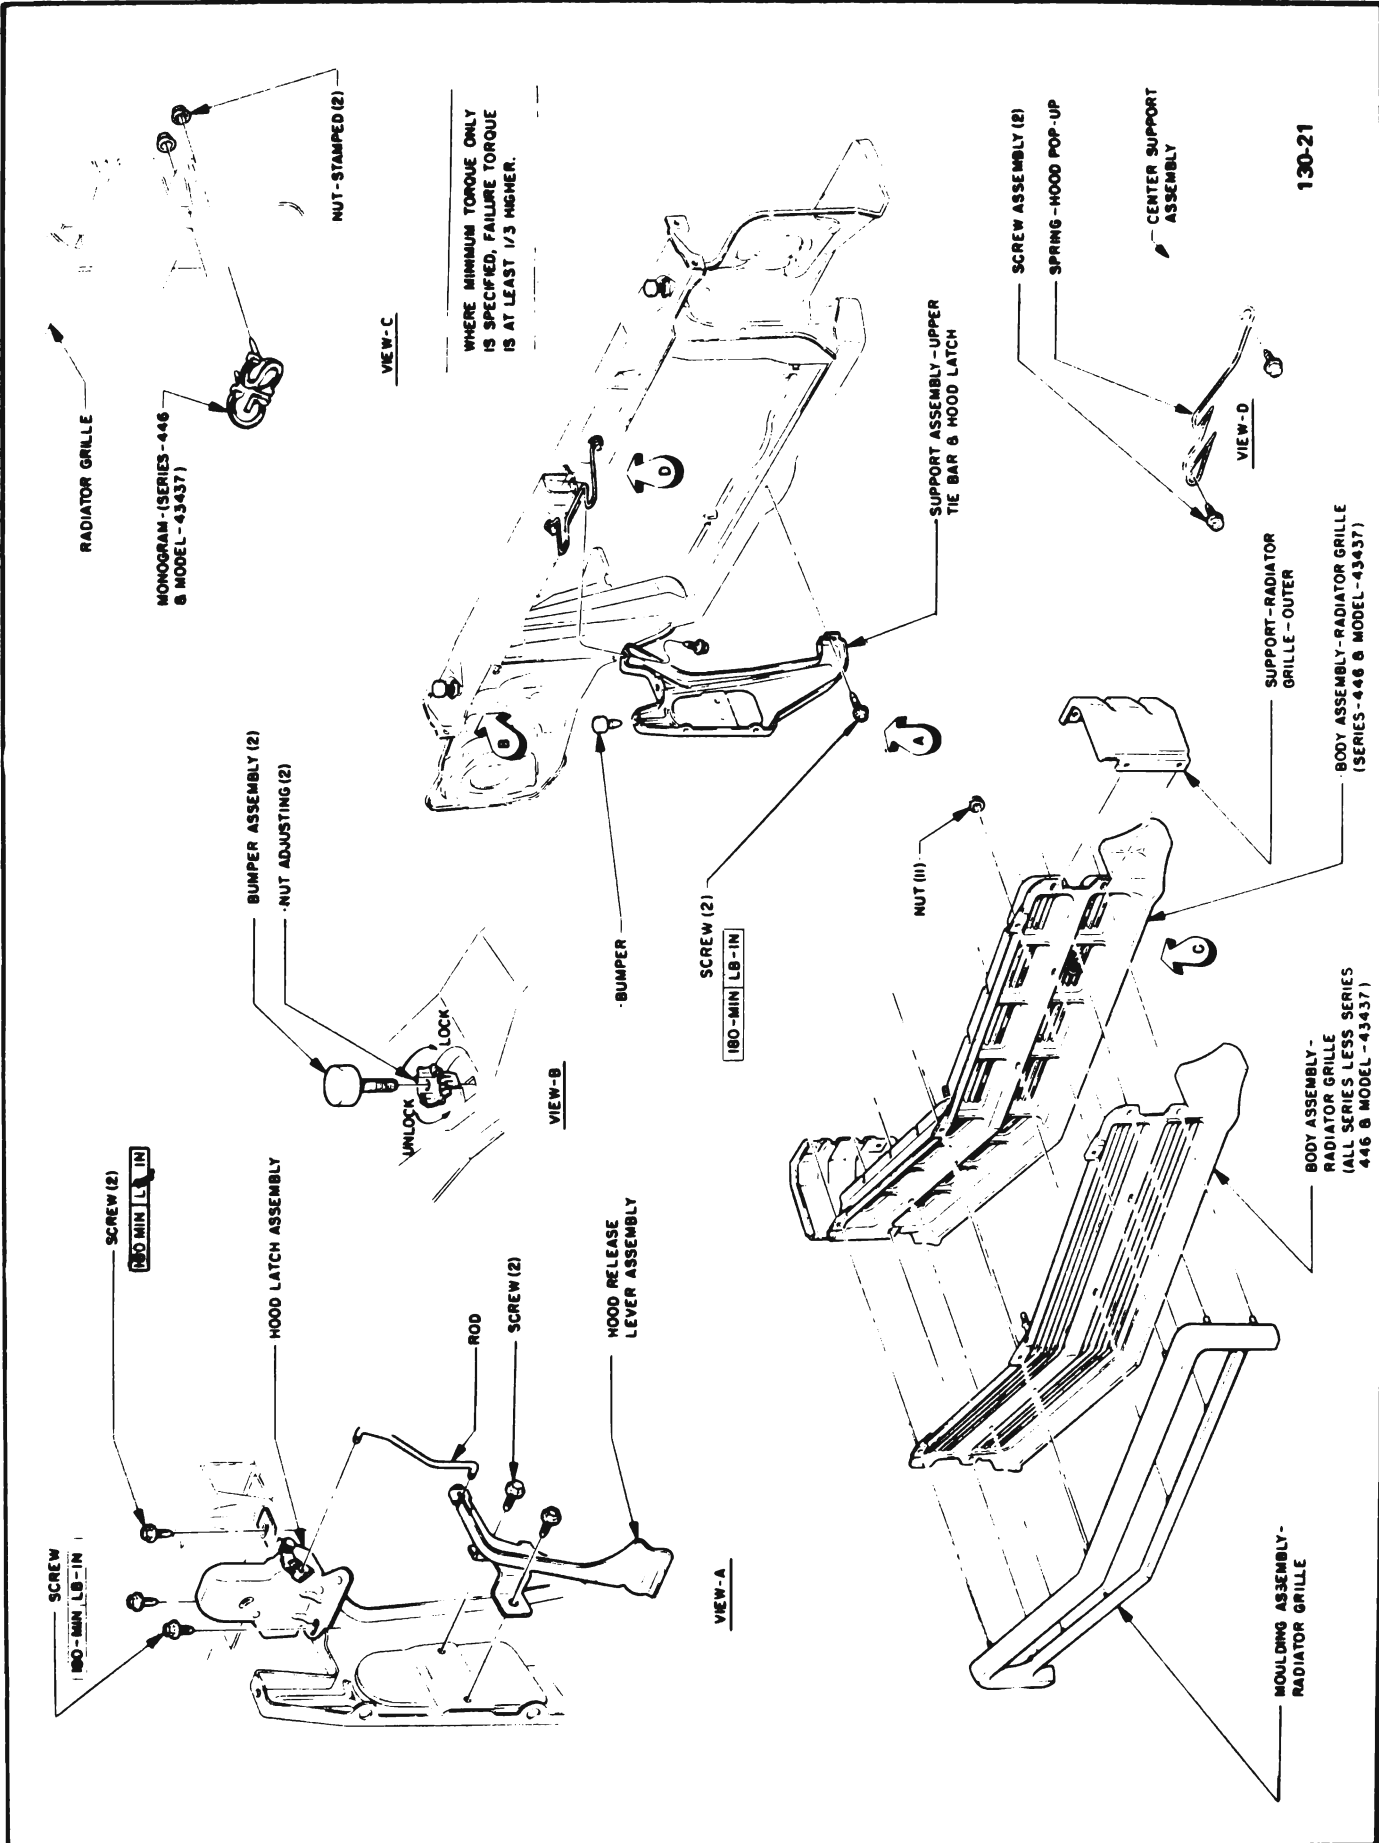 SCREW
180-MIN LB-IN
SCREW (2)
MIN IN
HOOD LATCH ASSEMBLY
ROD
SCREW (2)
HOOD RELEASE
LEVER ASSEMBLY
VIEW-A
BUMPER ASSEMBLY (2)
NUT ADJUSTING (2)
UNLOCK
LOCK
VIEW-B
RADIATOR GRILLE
MONOGRAM-(SERIES-446
& MODEL-43437)
GS
NUT-STAMPED (2)
VIEW-C
WHERE MINIMUM TORQUE ONLY
IS SPECIFIED, FAILURE TORQUE
IS AT LEAST 1/3 HIGHER.
B
D
A
BUMPER
SCREW (2)
180-MIN LB-IN
SUPPORT ASSEMBLY-UPPER
TIE BAR & HOOD LATCH
SCREW ASSEMBLY (2)
SPRING-HOOD POP-UP
CENTER SUPPORT
ASSEMBLY
VIEW-D
NUT (11)
C
SUPPORT-RADIATOR
GRILLE-OUTER
BODY ASSEMBLY-RADIATOR GRILLE
(SERIES-446 & MODEL-43437)
BODY ASSEMBLY-
RADIATOR GRILLE
(ALL SERIES LESS SERIES
446 & MODEL-43437)
MOULDING ASSEMBLY-
RADIATOR GRILLE
130-21